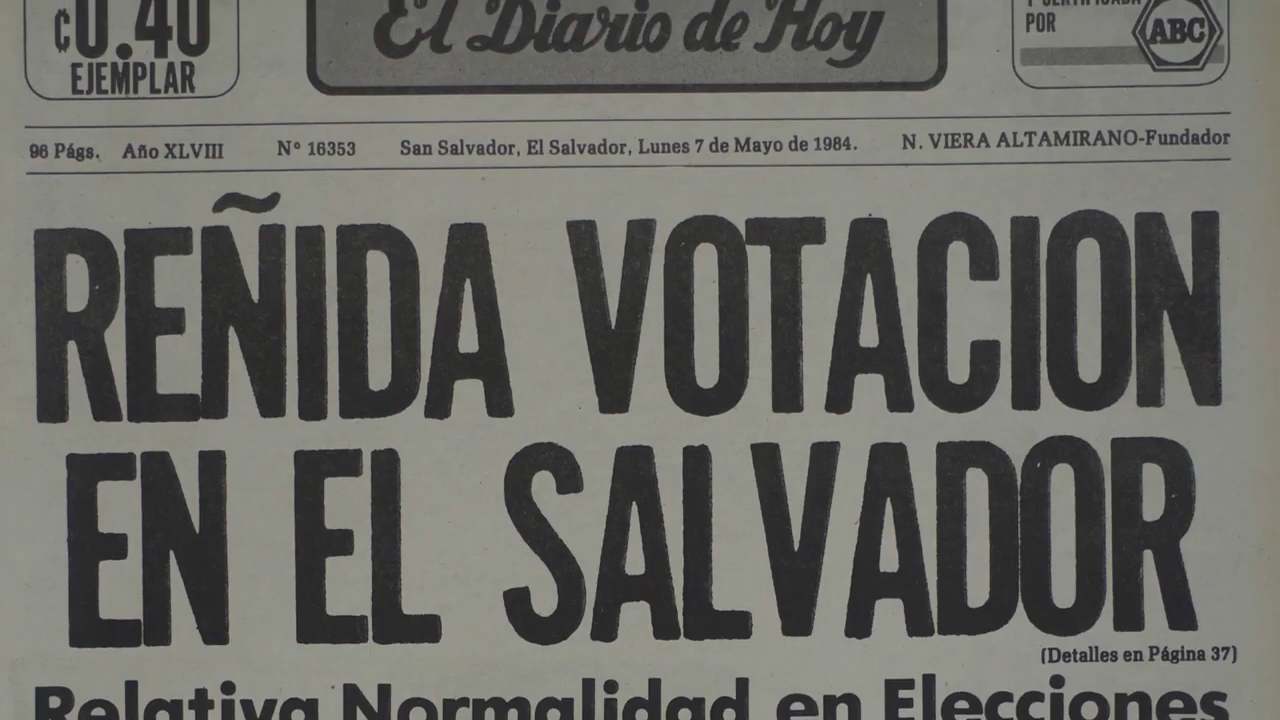 ₡0.40
EJEMPLAR
El Diario de Hoy
POR
ABC
96 Págs. Año XLVIII N° 16353 San Salvador, El Salvador, Lunes 7 de Mayo de 1984. N. VIERA ALTAMIRANO-Fundador
REÑIDA VOTACION
EN EL SALVADOR
(Detalles en Página 37)
Relativa Normalidad en Elecciones